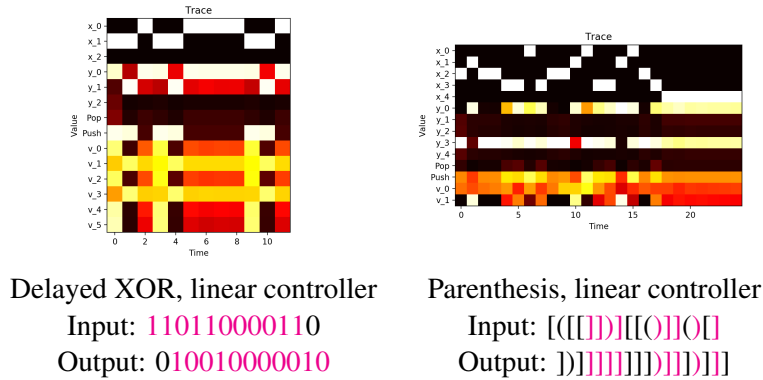 Trace
x_0
x_1
x_2
y_0
y_1
y_2
Pop
Push
v_0
v_1
v_2
v_3
v_4
v_5
Value
0 2 4 6 8 10
Time
Trace
x_0
x_1
x_2
x_3
x_4
y_0
y_1
y_2
y_3
y_4
Pop
Push
v_0
v_1
Value
0 5 10 15 20
Time
Delayed XOR, linear controller
Input: 110110000110
Output: 010010000010
Parenthesis, linear controller
Input: [([[]])][[()]]()[]
Output: ])]]]]]]]])]]])]]]